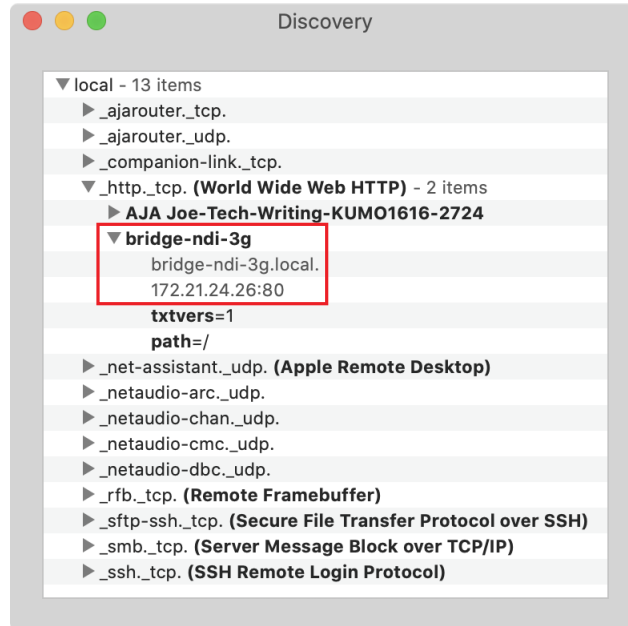 Discovery
local - 13 items
_ajarouter._tcp.
_ajarouter._udp.
_companion-link._tcp.
_http._tcp. (World Wide Web HTTP) - 2 items
AJA Joe-Tech-Writing-KUMO1616-2724
bridge-ndi-3g
bridge-ndi-3g.local.
172.21.24.26:80
txtvers=1
path=/
_net-assistant._udp. (Apple Remote Desktop)
_netaudio-arc._udp.
_netaudio-chan._udp.
_netaudio-cmc._udp.
_netaudio-dbc._udp.
_rfb._tcp. (Remote Framebuffer)
_sftp-ssh._tcp. (Secure File Transfer Protocol over SSH)
_smb._tcp. (Server Message Block over TCP/IP)
_ssh._tcp. (SSH Remote Login Protocol)